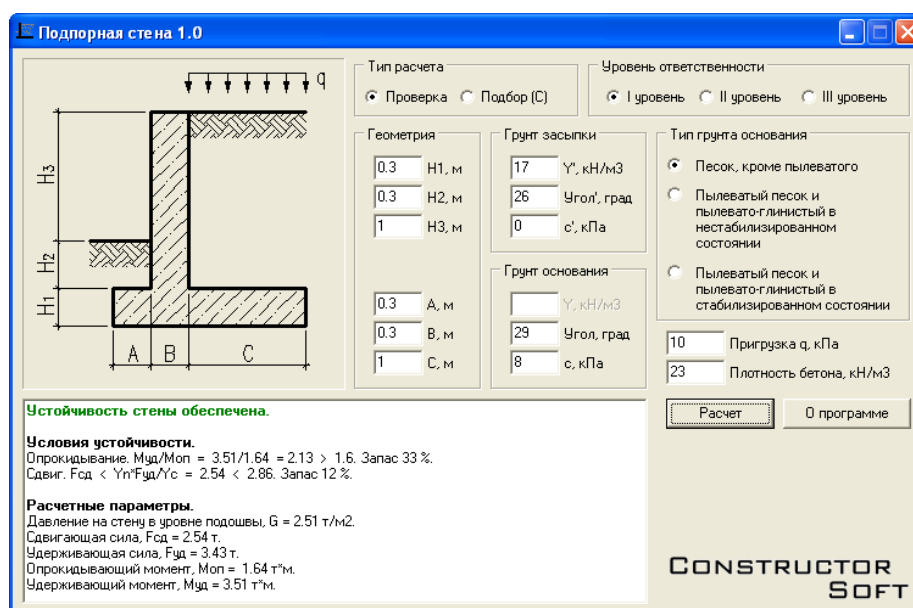 Подпорная стена 1.0
q
H3
H2
H1
A
B
C
Тип расчета
Проверка
Подбор (С)
Уровень ответственности
I уровень
II уровень
III уровень
Геометрия
0.3 H1, м
0.3 H2, м
1 H3, м
0.3 A, м
0.3 B, м
1 C, м
Грунт засыпки
17 Y', кН/м3
26 Угол', град
0 c', кПа
Грунт основания
Y, кН/м3
29 Угол, град
8 c, кПа
Тип грунта основания
Песок, кроме пылеватого
Пылеватый песок и
пылевато-глинистый в
нестабилизированном
состоянии
Пылеватый песок и
пылевато-глинистый в
стабилизированном состоянии
10 Пригрузка q, кПа
23 Плотность бетона, кН/м3
Расчет
О программе
Устойчивость стены обеспечена.
Условия устойчивости.
Опрокидывание. Муд/Моп = 3.51/1.64 = 2.13 > 1.6. Запас 33 %.
Сдвиг. Fсд < Yn*Fуд/Yc = 2.54 < 2.86. Запас 12 %.
Расчетные параметры.
Давление на стену в уровне подошвы, G = 2.51 т/м2.
Сдвигающая сила, Fсд = 2.54 т.
Удерживающая сила, Fуд = 3.43 т.
Опрокидывающий момент, Моп = 1.64 т*м.
Удерживающий момент, Муд = 3.51 т*м.
CONSTRUCTOR
SOFT